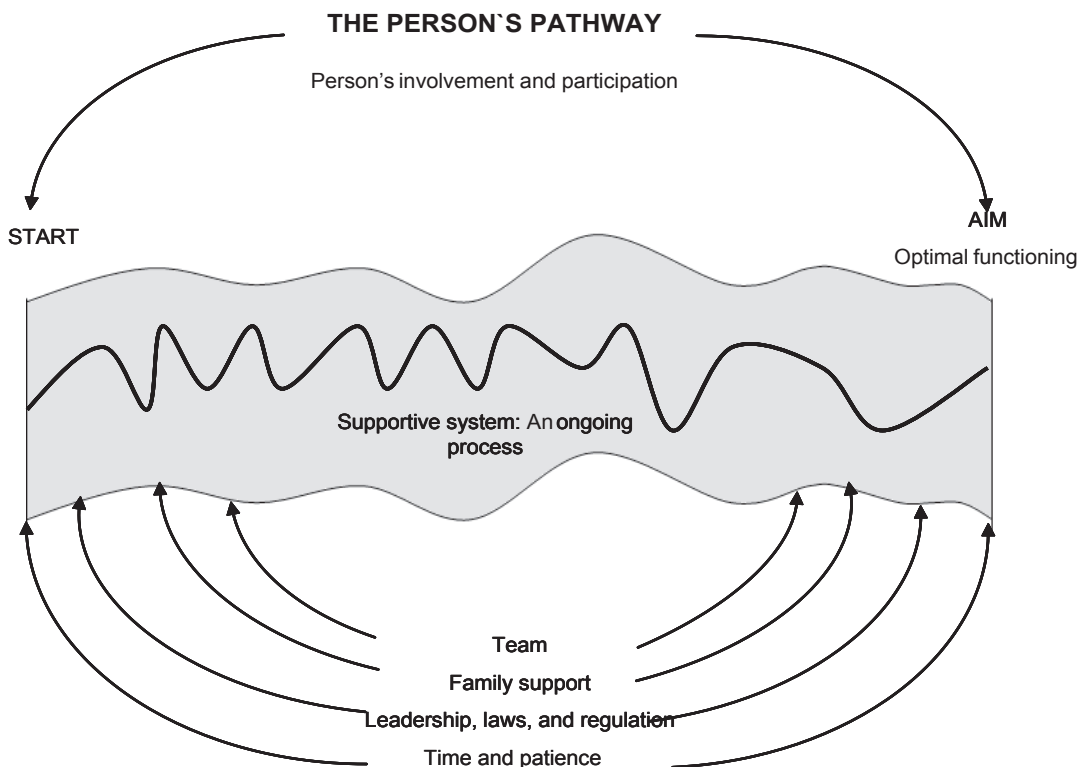 THE PERSON`S PATHWAY
Person's involvement and participation
START
AIM
Optimal functioning
Supportive system: An ongoing
process
Team
Family support
Leadership, laws, and regulation
Time and patience